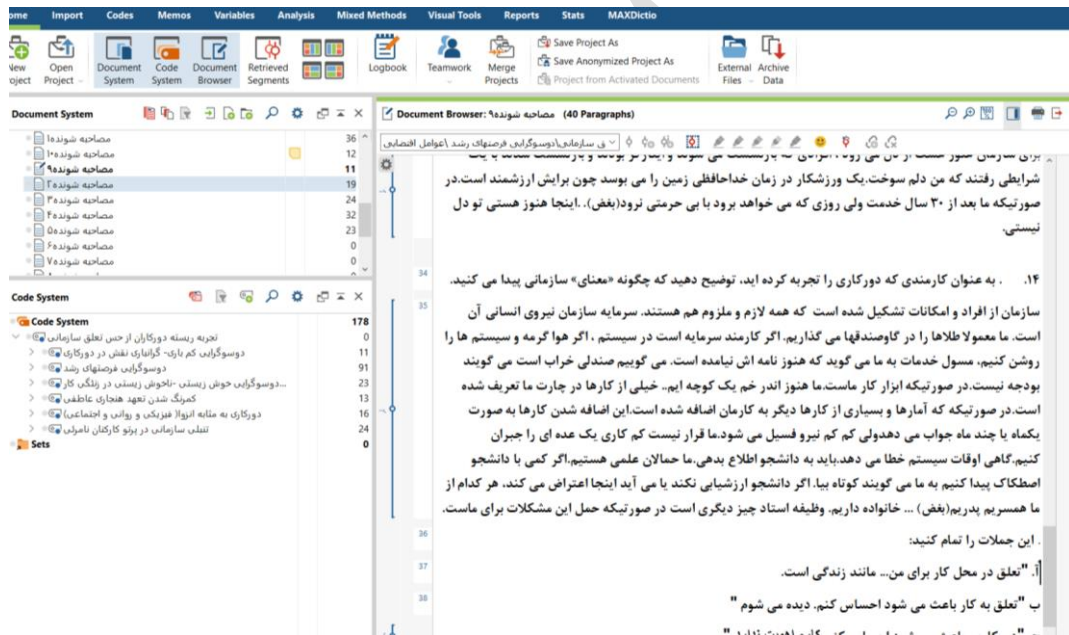 ome Import Codes Memos Variables Analysis Mixed Methods Visual Tools Reports Stats MAXDictio
New Open Document Code Document Retrieved Logbook Teamwork Merge External Archive
oject Project System System Browser Segments Projects Files Data
Save Project As
Save Anonymized Project As
Project from Activated Documents
Document System
مصاحبه شونده۱ 36
مصاحبه شونده۱۰ 12
مصاحبه شونده۹ 11
مصاحبه شونده۲ 19
مصاحبه شونده۳ 24
مصاحبه شونده۴ 32
مصاحبه شونده۵ 23
مصاحبه شونده۶ 0
مصاحبه شونده۷ 0
Code System
Code System 178
تجربه زیسته دورکاران از حس تعلق سازمانی 0
دوسوگرایی کم باری- گرانباری نقش در دورکاری 11
دوسوگرایی فرصتهای رشد 91
دوسوگرایی خوش زیستی -ناخوش زیستی در زنلگی کار... 23
کمرنگ شدن تعهد هنجاری عاطفی 13
دورکاری به مثابه انزوا( فیزیکی و روانی و اجتماعی) 16
تنبلی سازمانی در پرتو کارکنان نامرئی 24
Sets 0
Document Browser: مصاحبه شونده۹ (40 Paragraphs)
ق سازمانی\دوسوگرایی فرصتهای رشد \عوامل اقتضایی
شرایطی رفتند که من دلم سوخت.یک ورزشکار در زمان خداحافظی زمین را می بوسد چون برایش ارزشمند است.در
صورتیکه ما بعد از ۳۰ سال خدمت ولی روزی که می خواهد برود با بی حرمتی نرود(بغض). .اینجا هنوز هستی تو دل
نیستی.
34 ۱۴. . به عنوان کارمندی که دورکاری را تجربه کرده اید، توضیح دهید که چگونه «معنای» سازمانی پیدا می کنید.
35 سازمان از افراد و امکانات تشکیل شده است که همه لازم و ملزوم هم هستند. سرمایه سازمان نیروی انسانی آن
است. ما معمولا طلاها را در گاوصندقها می گذاریم. اگر کارمند سرمایه است در سیستم ، اگر هوا گرمه و سیستم ها را
روشن کنیم، مسول خدمات به ما می گوید که هنوز نامه اش نیامده است. می گوییم صندلی خراب است می گویند
بودجه نیست.در صورتیکه ابزار کار ماست.ما هنوز اندر خم یک کوچه ایم.. خیلی از کارها در چارت ما تعریف شده
است.در صورتیکه که آمارها و بسیاری از کارها دیگر به کارمان اضافه شده است.این اضافه شدن کارها به صورت
یکماه یا چند ماه جواب می دهدولی کم کم نیرو فسیل می شود.ما قرار نیست کم کاری یک عده ای را جبران
کنیم.گاهی اوقات سیستم خطا می دهد.باید به دانشجو اطلاع بدهی.ما حمالان علمی هستیم.اگر کمی با دانشجو
اصطکاک پیدا کنیم به ما می گویند کوتاه بیا. اگر دانشجو ارزشیابی نکند یا می آید اینجا اعتراض می کند، هر کدام از
ما همسریم پدریم(بغض) ... خانواده داریم. وظیفه استاد چیز دیگری است در صورتیکه حمل این مشکلات برای ماست.
36 . این جملات را تمام کنید:
37 آ. "تعلق در محل کار برای من... مانند زندگی است.
38 ب "تعلق به کار باعث می شود احساس کنم. دیده می شوم "